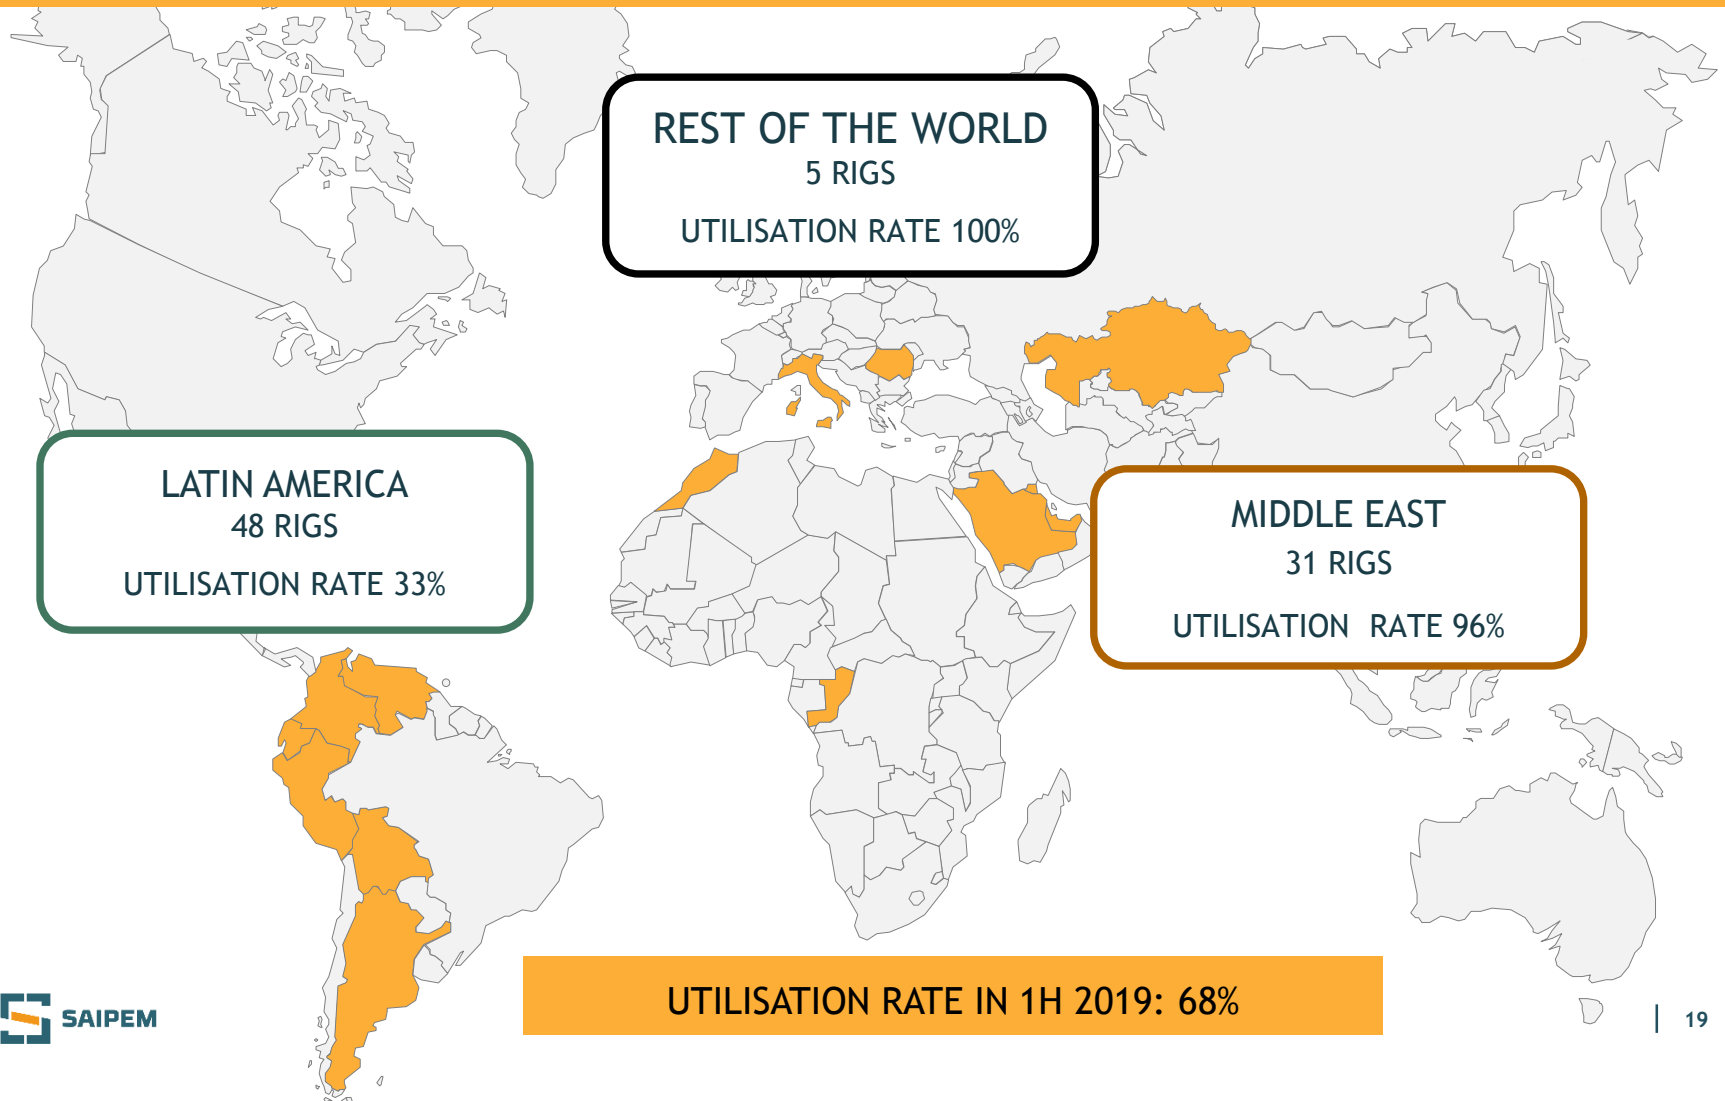 REST OF THE WORLD
5 RIGS
UTILISATION RATE 100%
LATIN AMERICA
48 RIGS
UTILISATION RATE 33%
MIDDLE EAST
31 RIGS
UTILISATION RATE 96%
UTILISATION RATE IN 1H 2019: 68%
SAIPEM
19